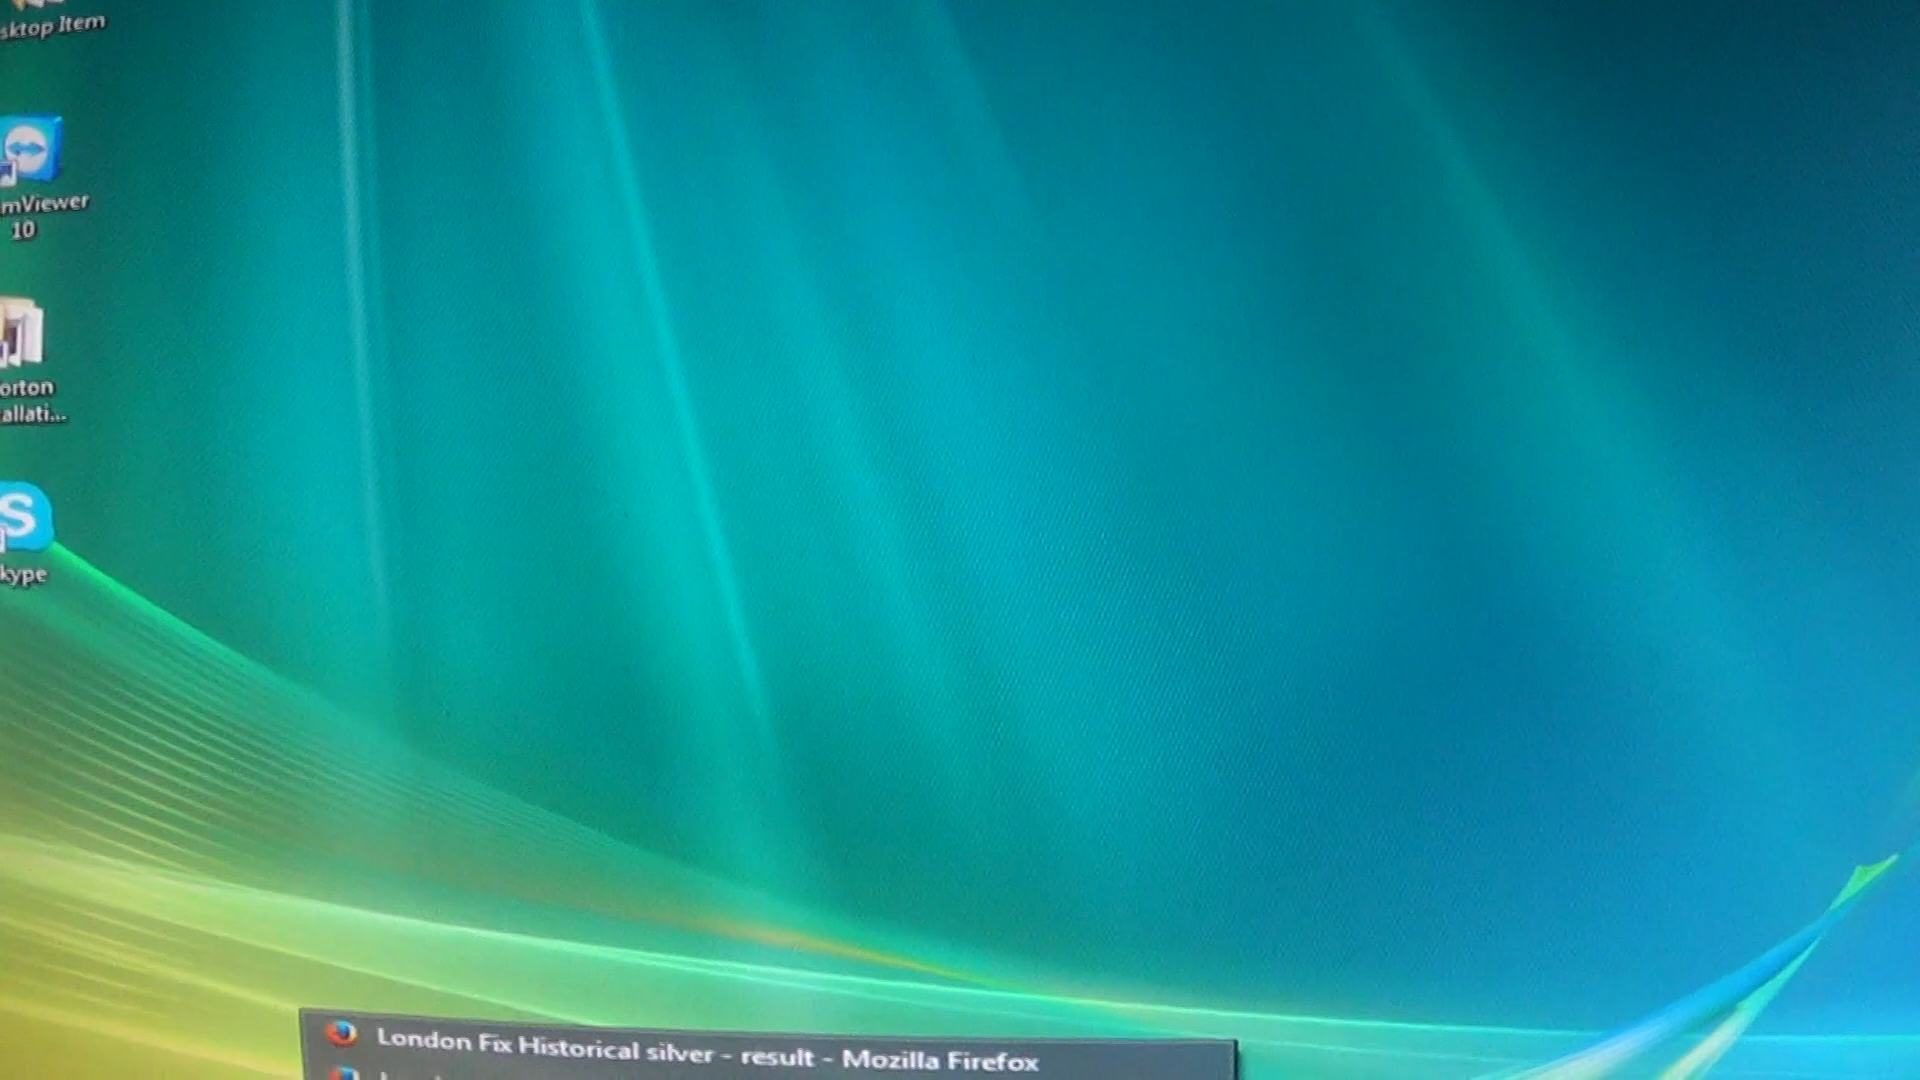 sktop Item
mViewer
10
orton
allati...
S
kype
London Fix Historical silver - result - Mozilla Firefox